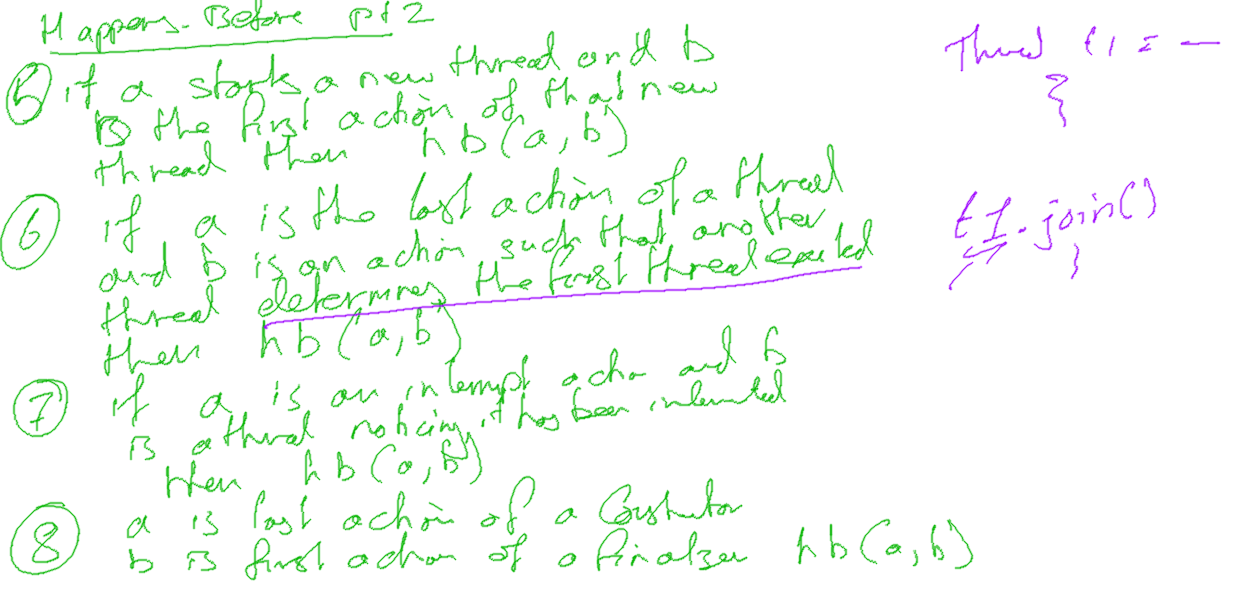 Happens-Before pt 2
⑤ if a starts a new thread and b
is the first action of that new
thread then hb(a,b)
⑥ if a is the last action of a thread
and b is an action such that another
thread determines the first thread exected
then hb(a,b)
⑦ if a is an interrupt action and b
is a thread noticing it has been interrupted
then hb(a,b)
⑧ a is last action of a Constructor
b is first action of a finalizer hb(a,b)
Thread t1 = —
}
t1.join()